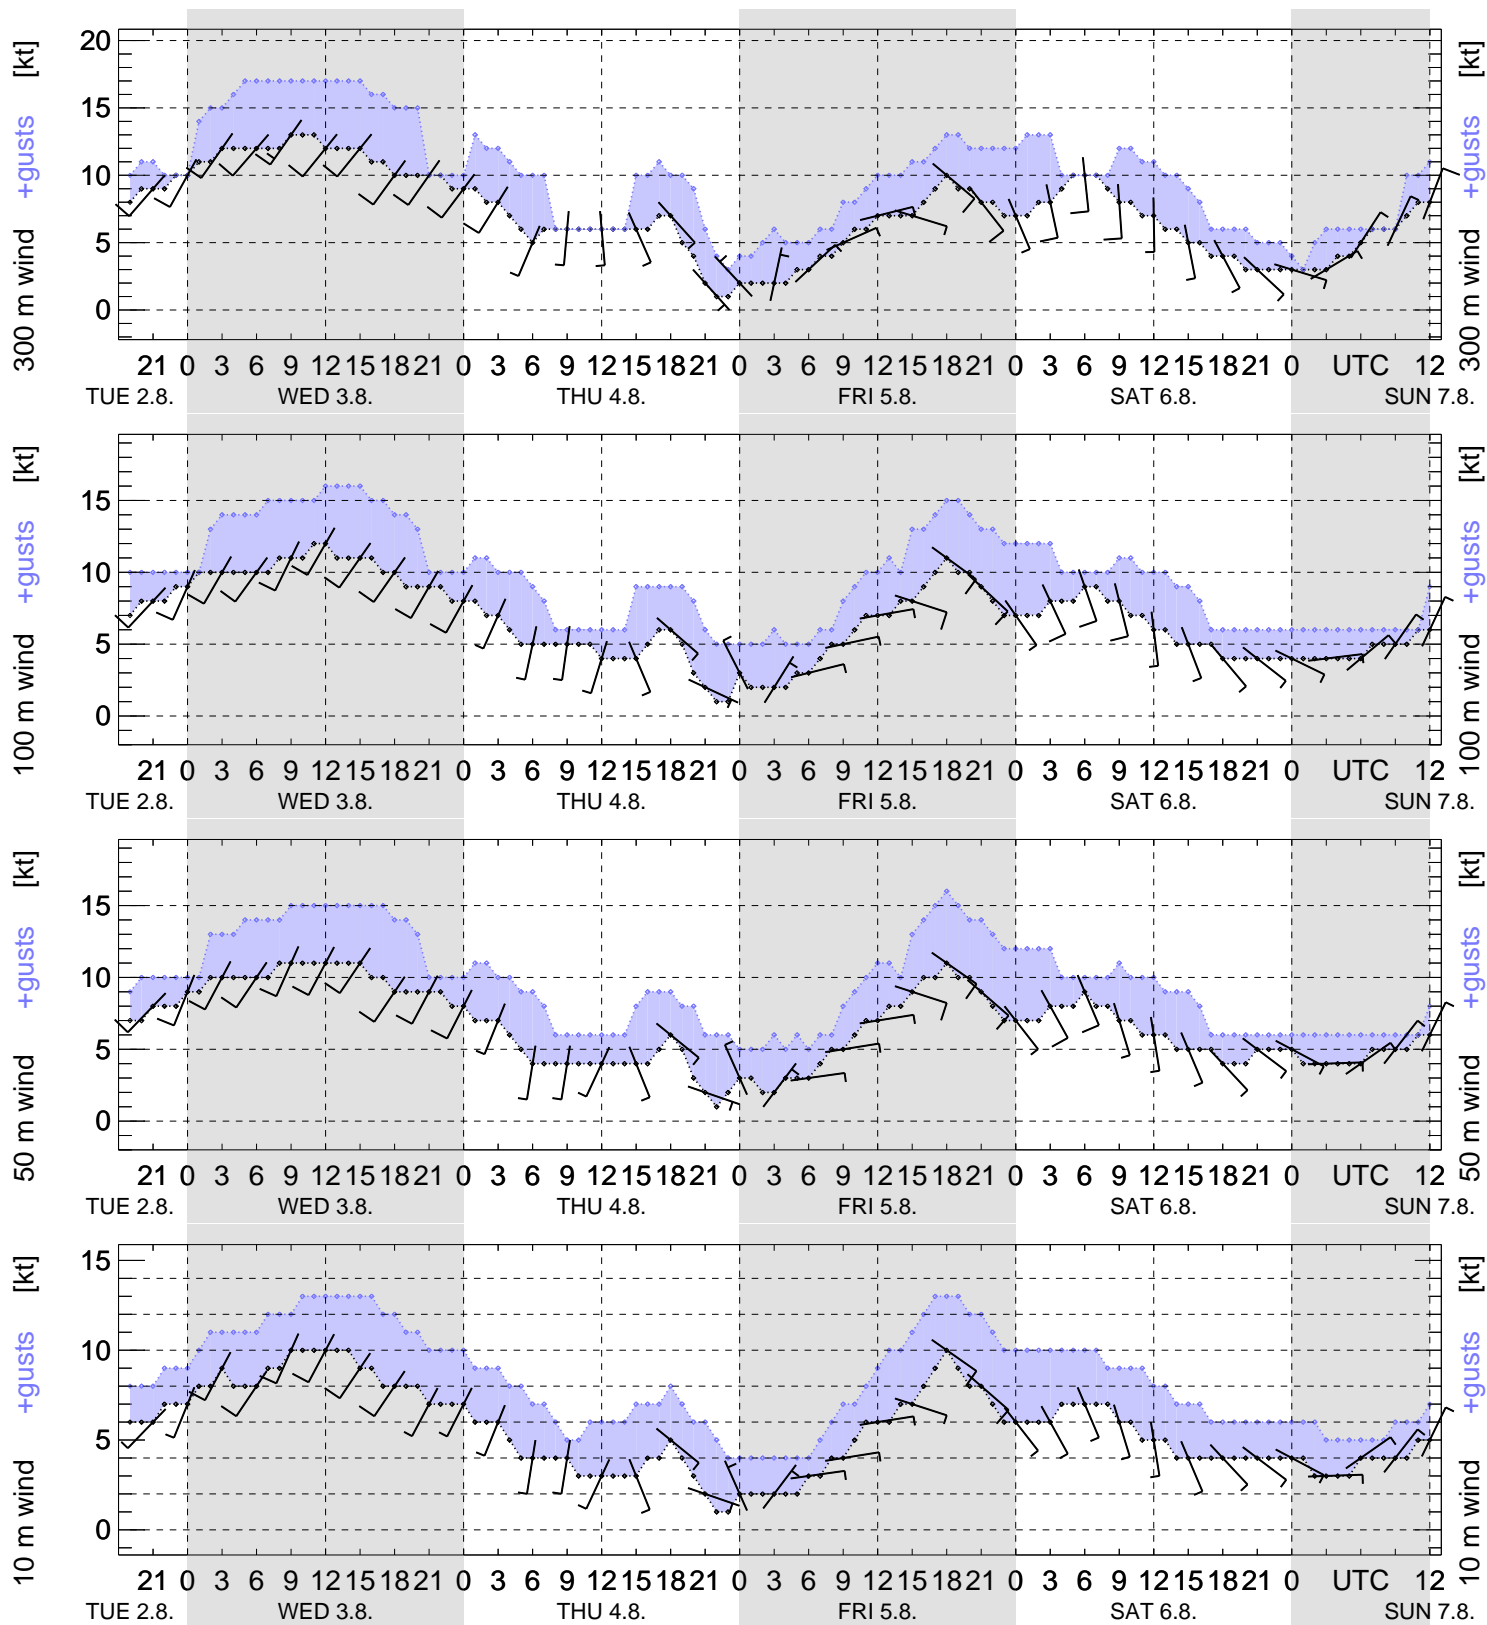 300 m wind +gusts [kt]
20
15
10
5
0
21 0 3 6 9 12 15 18 21 0 3 6 9 12 15 18 21 0 3 6 9 12 15 18 21 0 3 6 9 12 15 18 21 0 UTC 12
TUE 2.8. WED 3.8. THU 4.8. FRI 5.8. SAT 6.8. SUN 7.8.
300 m wind +gusts [kt]
100 m wind +gusts [kt]
15
10
5
0
21 0 3 6 9 12 15 18 21 0 3 6 9 12 15 18 21 0 3 6 9 12 15 18 21 0 3 6 9 12 15 18 21 0 UTC 12
TUE 2.8. WED 3.8. THU 4.8. FRI 5.8. SAT 6.8. SUN 7.8.
100 m wind +gusts [kt]
50 m wind +gusts [kt]
15
10
5
0
21 0 3 6 9 12 15 18 21 0 3 6 9 12 15 18 21 0 3 6 9 12 15 18 21 0 3 6 9 12 15 18 21 0 UTC 12
TUE 2.8. WED 3.8. THU 4.8. FRI 5.8. SAT 6.8. SUN 7.8.
50 m wind +gusts [kt]
10 m wind +gusts [kt]
15
10
5
0
21 0 3 6 9 12 15 18 21 0 3 6 9 12 15 18 21 0 3 6 9 12 15 18 21 0 3 6 9 12 15 18 21 0 UTC 12
TUE 2.8. WED 3.8. THU 4.8. FRI 5.8. SAT 6.8. SUN 7.8.
10 m wind +gusts [kt]